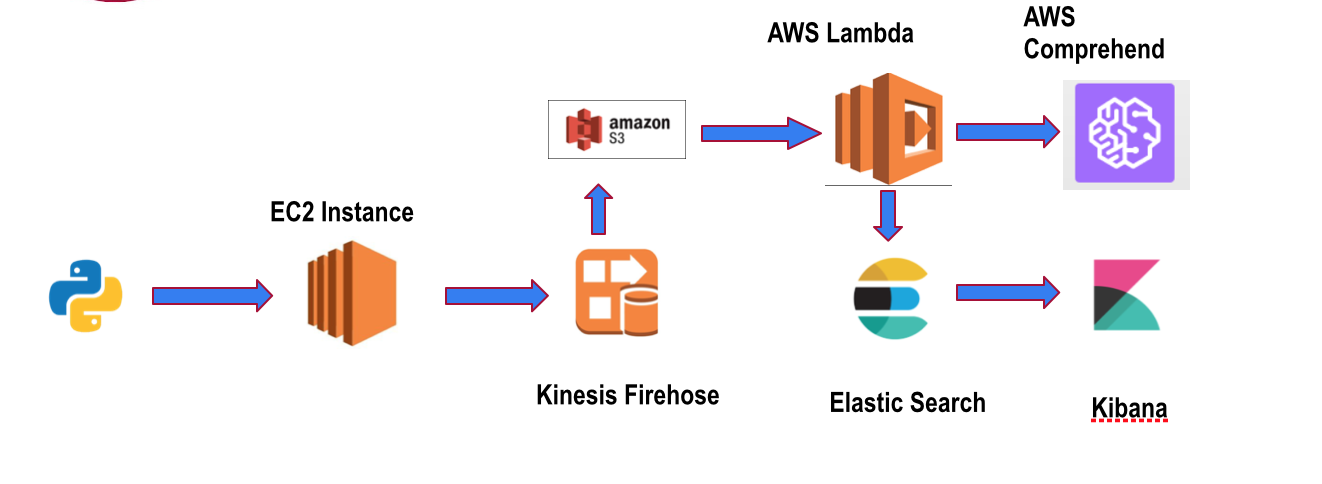 AWS
Comprehend
AWS Lambda
amazon
S3
EC2 Instance
Kinesis Firehose
Elastic Search
Kibana